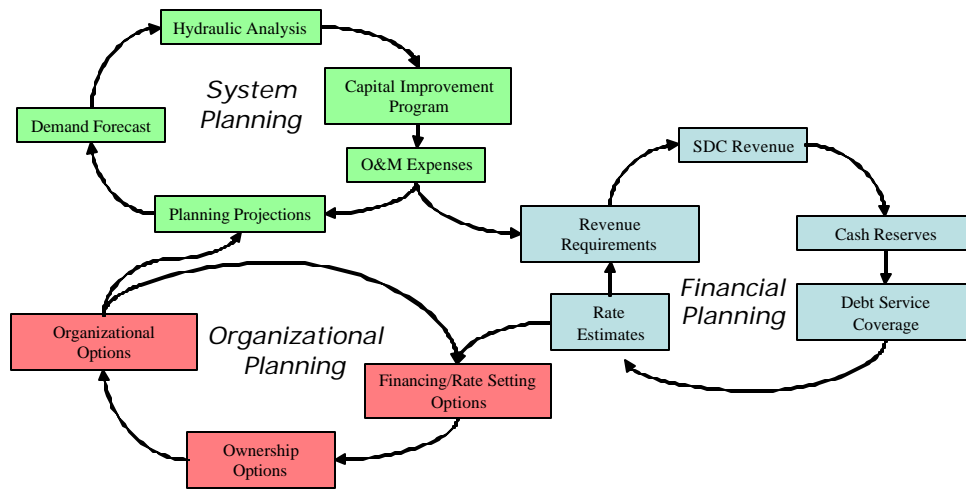 Hydraulic Analysis
System
Planning
Capital Improvement
Program
Demand Forecast
O&M Expenses
Planning Projections
SDC Revenue
Revenue
Requirements
Cash Reserves
Financial
Planning
Debt Service
Coverage
Rate
Estimates
Organizational
Options
Organizational
Planning
Financing/Rate Setting
Options
Ownership
Options